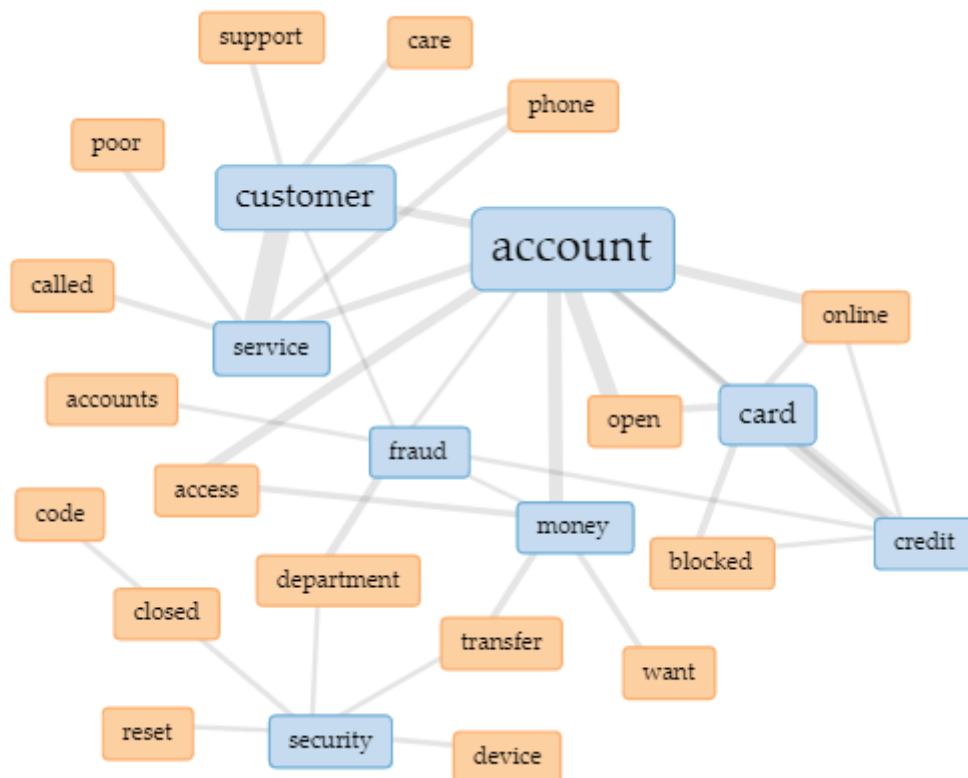 support
care
phone
poor
customer
account
called
online
service
accounts
open
card
fraud
access
code
money
credit
blocked
department
closed
transfer
want
reset
security
device